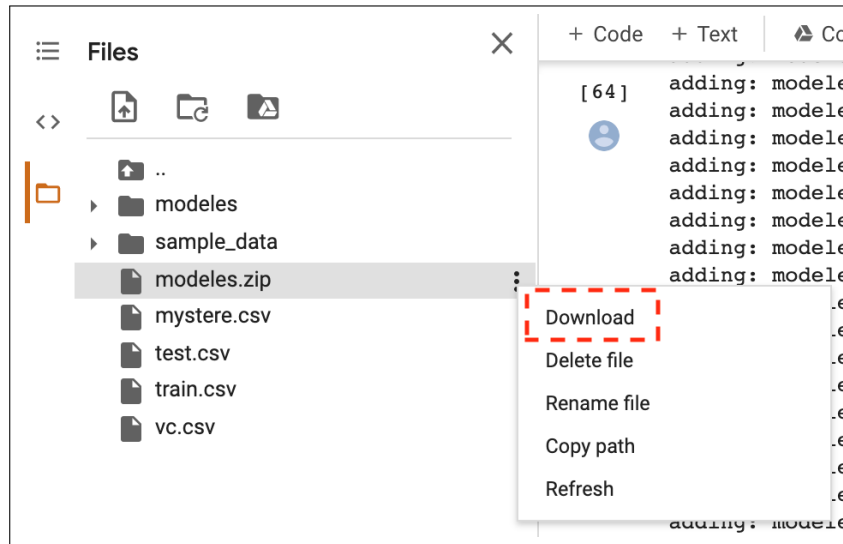 Files
..
modeles
sample_data
modeles.zip
mystere.csv
test.csv
train.csv
vc.csv
+ Code + Text Co
[64]
adding: modele
adding: modele
adding: modele
adding: modele
adding: modele
adding: modele
adding: modele
adding: modele
Download
Delete file
Rename file
Copy path
Refresh
adding: modele